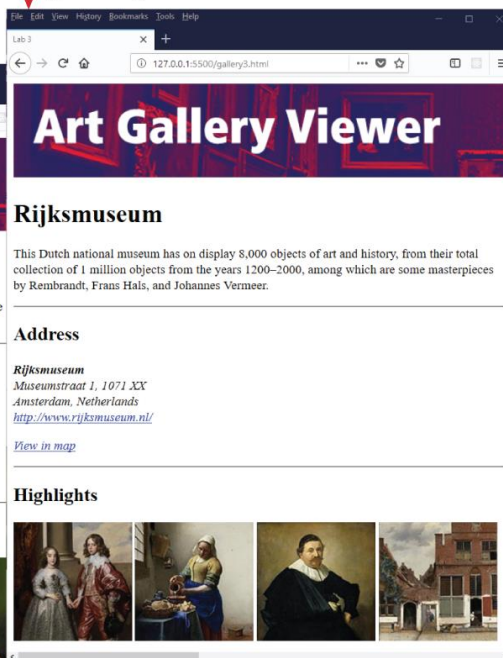 File Edit View History Bookmarks Tools Help
Lab 3
127.0.0.1:5500/gallery3.html
Art Gallery Viewer
Rijksmuseum
This Dutch national museum has on display 8,000 objects of art and history, from their total
collection of 1 million objects from the years 1200–2000, among which are some masterpieces
by Rembrandt, Frans Hals, and Johannes Vermeer.
Address
Rijksmuseum
Museumstraat 1, 1071 XX
Amsterdam, Netherlands
http://www.rijksmuseum.nl/
View in map
Highlights